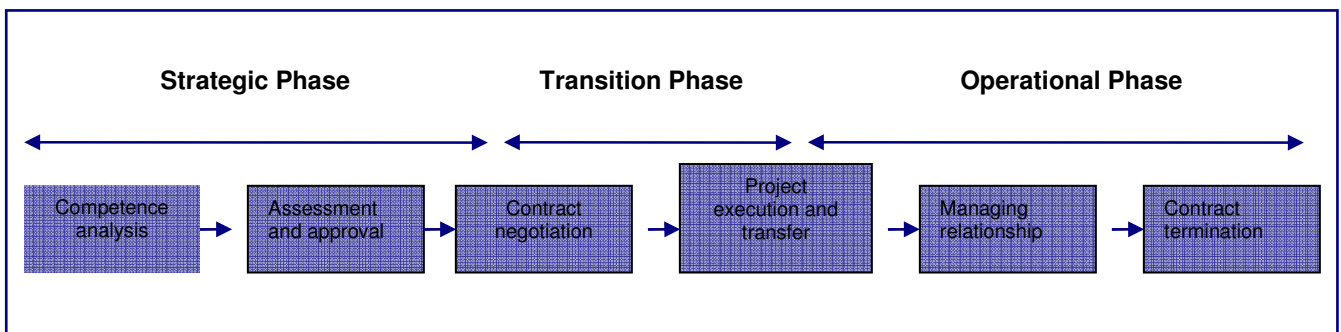 Strategic Phase
Transition Phase
Operational Phase
Competence
analysis
Assessment
and approval
Contract
negotiation
Project
execution and
transfer
Managing
relationship
Contract
termination